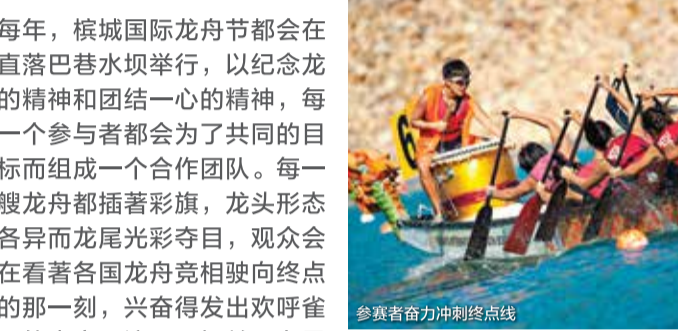 每年，槟城国际龙舟节都会在
直落巴巷水坝举行，以纪念龙
的精神和团结一心的精神，每
一个参与者都会为了共同的目
标而组成一个合作团队。每一
艘龙舟都插著彩旗，龙头形态
各异而龙尾光彩夺目，观众会
在看著各国龙舟竞相驶向终点
的那一刻，兴奋得发出欢呼雀
6
参赛者奋力冲刺终点线